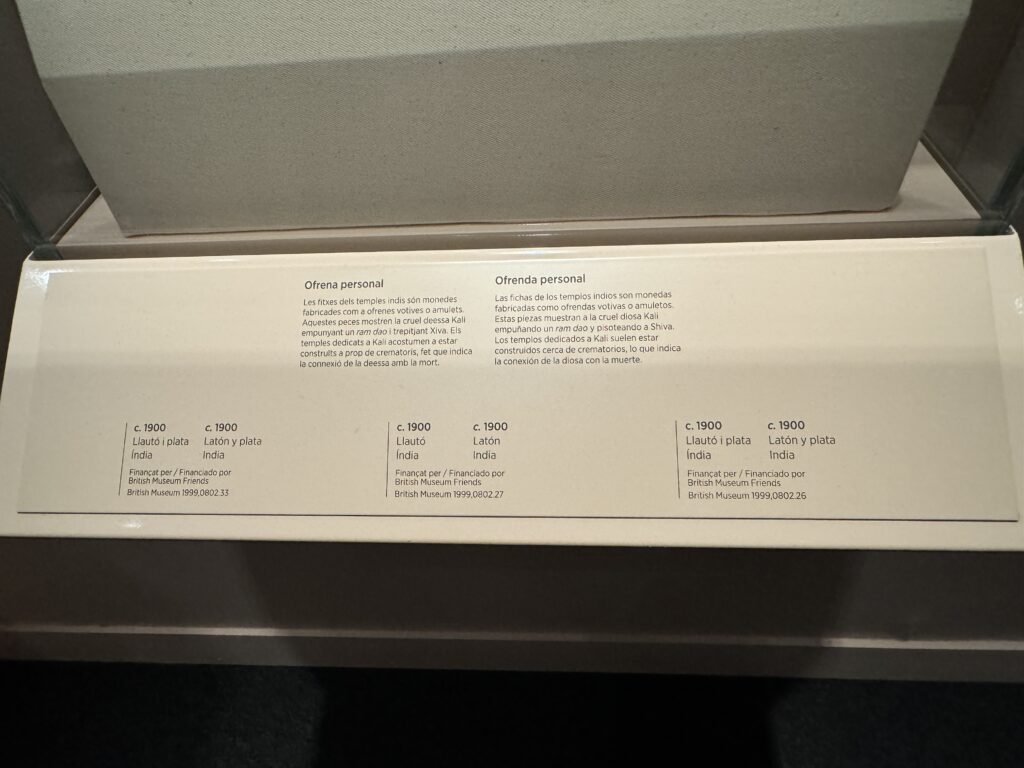 Ofrena personal
Les fitxes dels temples indis són monedes
fabricades com a ofrenes votives o amulets.
Aquestes peces mostren la cruel deessa Kali
empunyant un ram dao i trepitjant Xiva. Els
temples dedicats a Kali acostumen a estar
construïts a prop de crematoris, fet que indica
la connexió de la deessa amb la mort.
Ofrenda personal
Las fichas de los templos indios son monedas
fabricadas como ofrendas votivas o amuletos.
Estas piezas muestran a la cruel diosa Kali
empuñando un ram dao y pisoteando a Shiva.
Los templos dedicados a Kali suelen estar
construidos cerca de crematorios, lo que indica
la conexión de la diosa con la muerte.
c. 1900 c. 1900
Llautó i plata Latón y plata
Índia India
Finançat per / Financiado por
British Museum Friends
British Museum 1999,0802.33
c. 1900 c. 1900
Llautó Latón
Índia India
Finançat per / Financiado por
British Museum Friends
British Museum 1999,0802.27
c. 1900 c. 1900
Llautó i plata Latón y plata
Índia India
Finançat per / Financiado por
British Museum Friends
British Museum 1999,0802.26